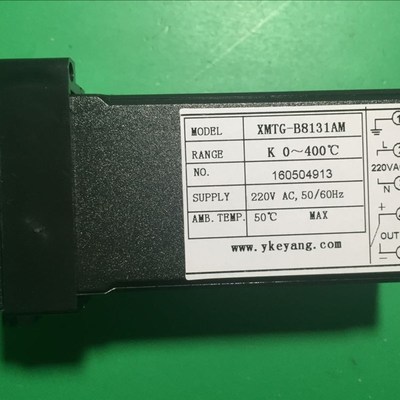 MODEL XMTG-B8131AM
RANGE K 0～400℃
NO. 160504913
SUPPLY 220V AC, 50/60Hz
AMB. TEMP. 50℃ MAX
www.ykeyang.com
1
L
220VAC
N
+
OUT
-